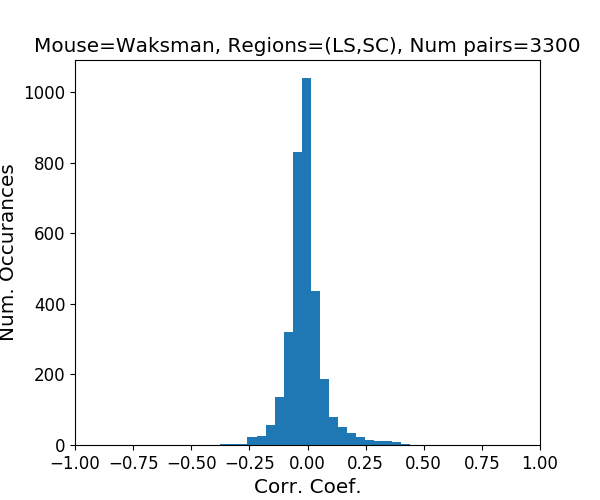 Mouse=Waksman, Regions=(LS,SC), Num pairs=3300
1000
800
600
400
200
0
Num. Occurances
−1.00 −0.75 −0.50 −0.25 0.00 0.25 0.50 0.75 1.00
Corr. Coef.